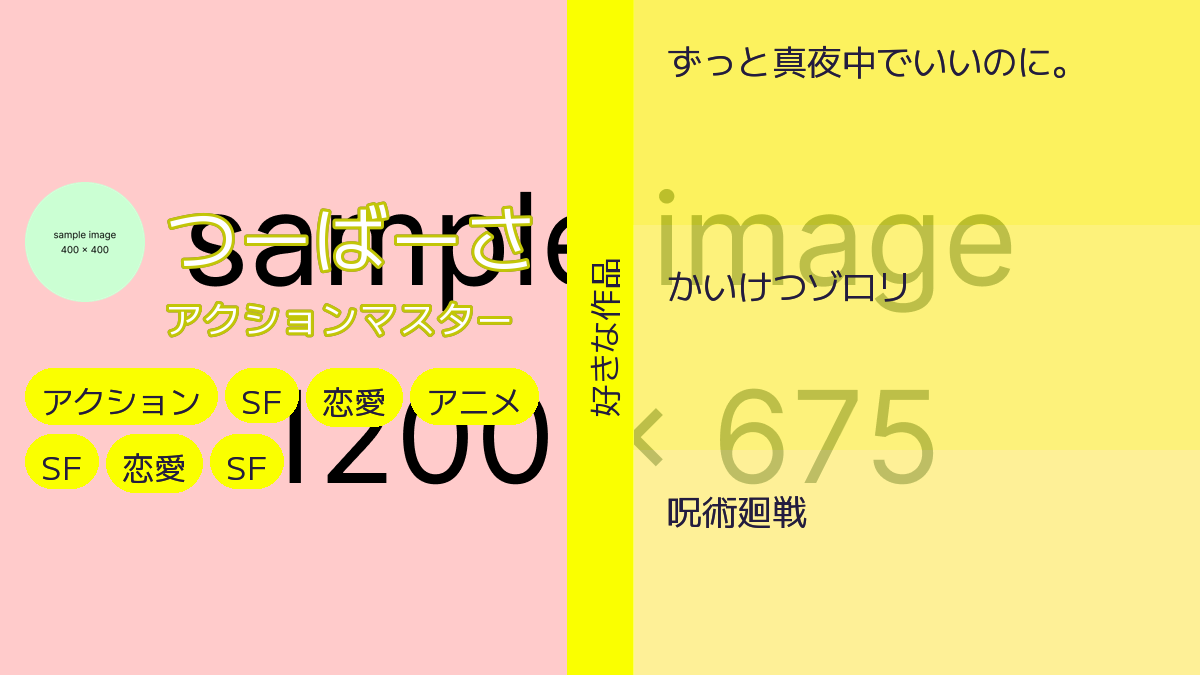 sample image
1200 × 675
sample image
400 × 400
つーばーさ
アクションマスター
アクション SF 恋愛 アニメ
SF 恋愛 SF
好きな作品
ずっと真夜中でいいのに。
かいけつゾロリ
呪術廻戦